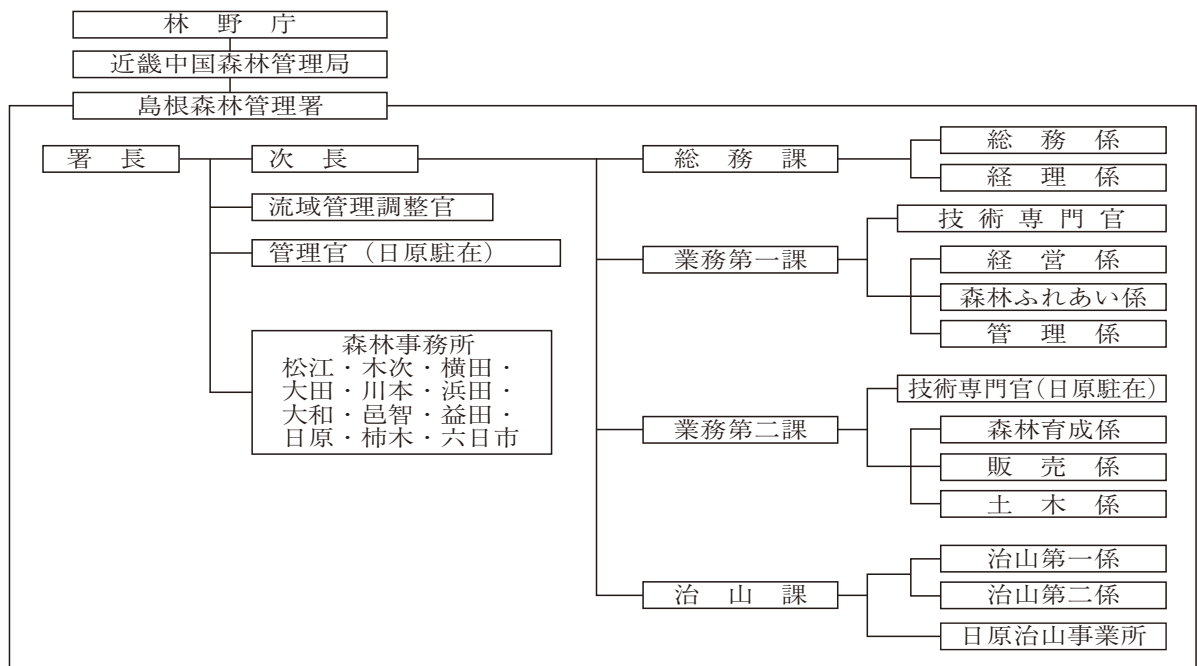 林野庁
近畿中国森林管理局
島根森林管理署
署長
次長
流域管理調整官
管理官（日原駐在）
森林事務所
松江・木次・横田・
大田・川本・浜田・
大和・邑智・益田・
日原・柿木・六日市
総務課
総務係
経理係
業務第一課
技術専門官
経営係
森林ふれあい係
管理係
業務第二課
技術専門官（日原駐在）
森林育成係
販売係
土木係
治山課
治山第一係
治山第二係
日原治山事業所